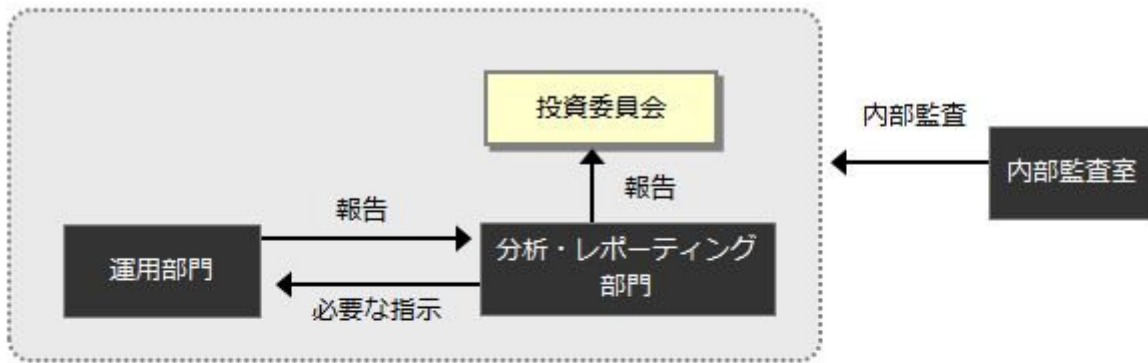 投資委員会
内部監査
内部監査室
報告
報告
運用部門
分析・レポーティング
部門
必要な指示